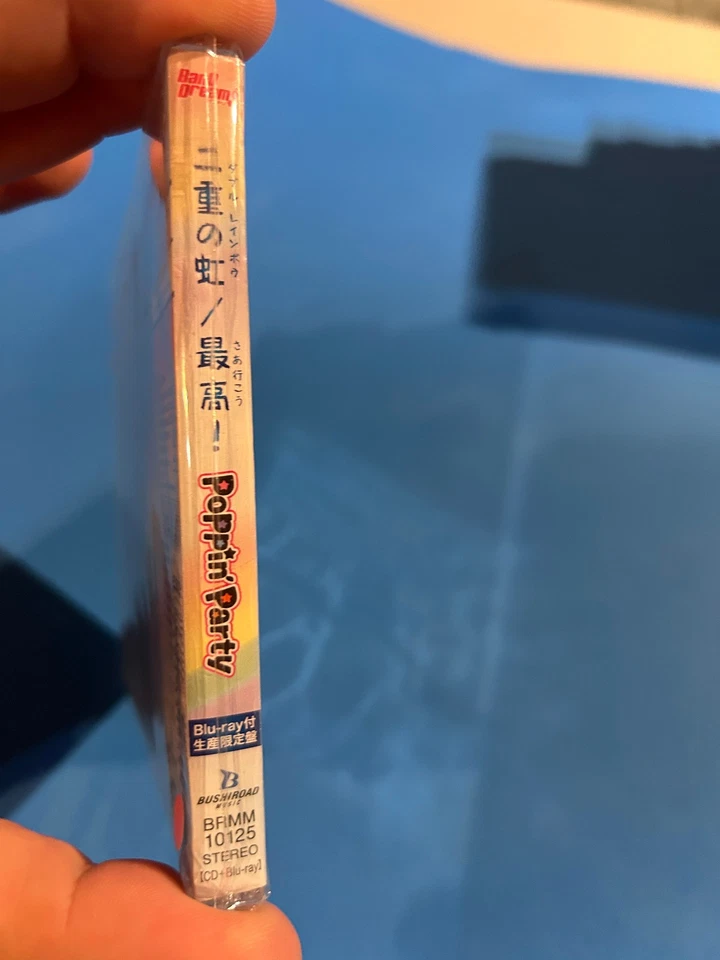 BanG Dream!
二重の虹/最高!
ダブル レインボウ
さあ行こう
Poppin'Party
Blu-ray付
生産限定盤
B
BUSHIROAD
MUSIC
BRMM
10125
STEREO
[CD+Blu-ray]